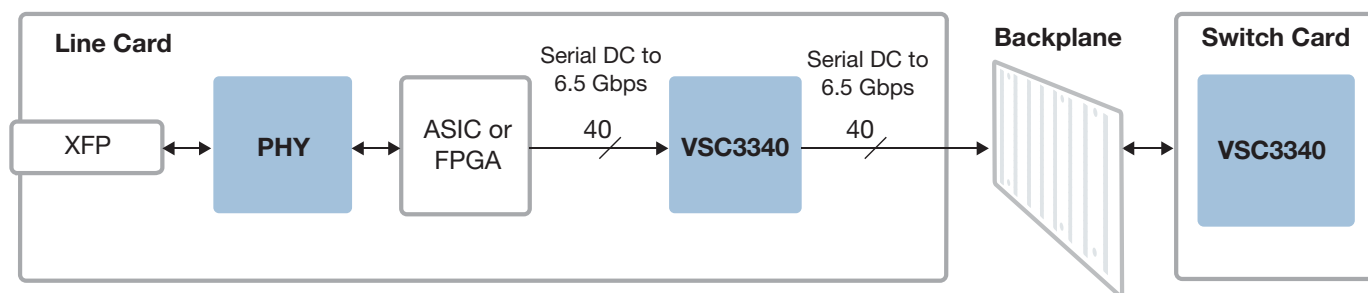 Line Card
XFP
PHY
ASIC or
FPGA
Serial DC to
6.5 Gbps
40
VSC3340
Serial DC to
6.5 Gbps
40
Backplane
Switch Card
VSC3340